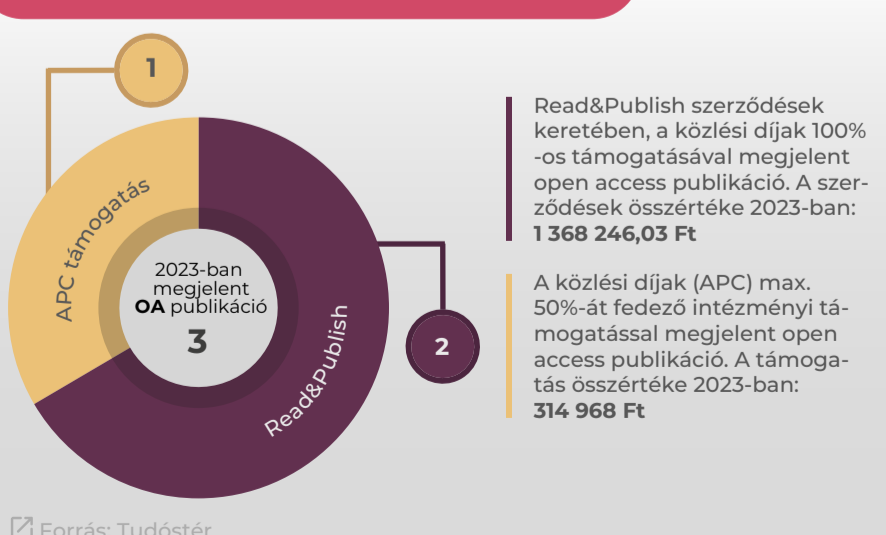 1
APC támogatás
2023-ban
megjelent
OA publikáció
3
Read&Publish
2
Read&Publish szerződések
keretében, a közlési díjak 100%
-os támogatásával megjelent
open access publikáció. A szer-
ződések összértéke 2023-ban:
1 368 246,03 Ft
A közlési díjak (APC) max.
50%-át fedező intézményi tá-
mogatással megjelent open
access publikáció. A támoga-
tás összértéke 2023-ban:
314 968 Ft
Forrás: Tudóstér